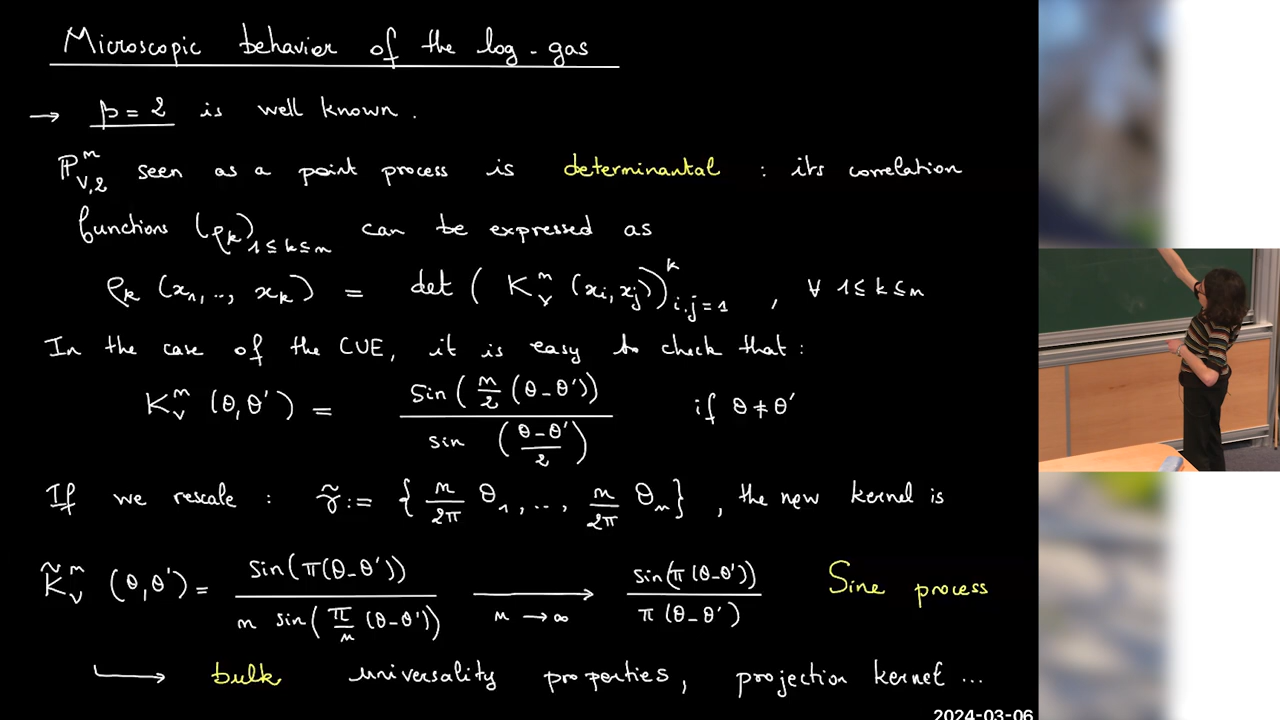 Microscopic behavior of the log-gas
→ β = 2 is well known.
ℙ^n_{V,2} seen as a point process is determinantal : its correlation
functions (ρ_k)_{1≤k≤n} can be expressed as
ρ_k (x_1,.., x_k) = det ( K^n_V (x_i, x_j))^k_{i,j=1} , ∀ 1≤k≤n
In the case of the CUE, it is easy to check that :
K^n_V (θ,θ') = sin( n/2 (θ-θ')) / sin ( (θ-θ')/2 ) if θ ≠ θ'
If we rescale : γ̃ := { n/2π θ_1, .., n/2π θ_n } , the new kernel is
K̃^n_V (θ,θ') = sin(π(θ-θ')) / n sin( π/n (θ-θ')) ⟶ n→∞ sin(π(θ-θ')) / π(θ-θ') Sine process
↳ bulk universality properties, projection kernel ...
2024-03-06